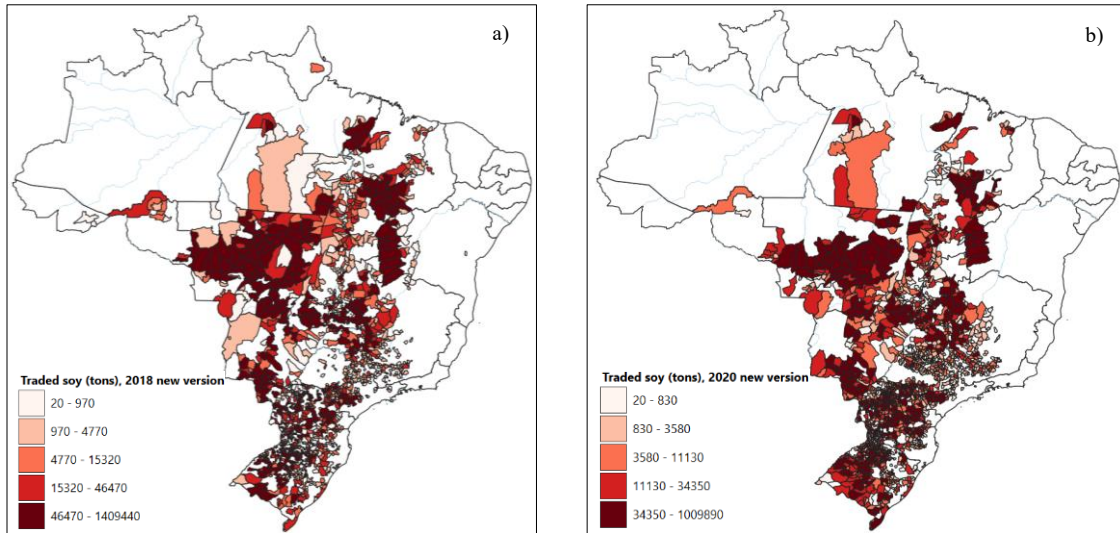 a)
Traded soy (tons), 2018 new version
20 - 970
970 - 4770
4770 - 15320
15320 - 46470
46470 - 1409440
b)
Traded soy (tons), 2020 new version
20 - 830
830 - 3580
3580 - 11130
11130 - 34350
34350 - 1009890